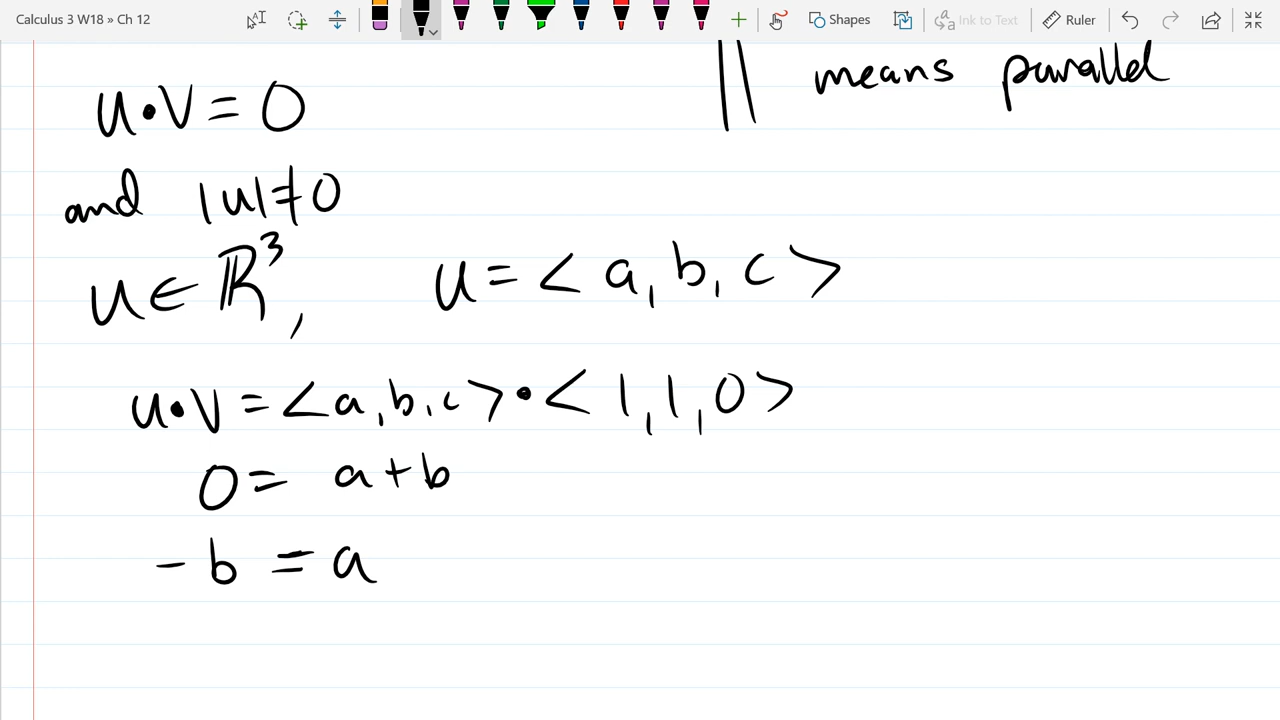 Calculus 3 W18 » Ch 12
Shapes
Ink to Text
Ruler
|| means parallel
u•v = 0
and |u| ≠ 0
u ∈ ℝ³, u = < a, b, c >
u•v = < a, b, c > • < 1, 1, 0 >
0 = a + b
- b = a